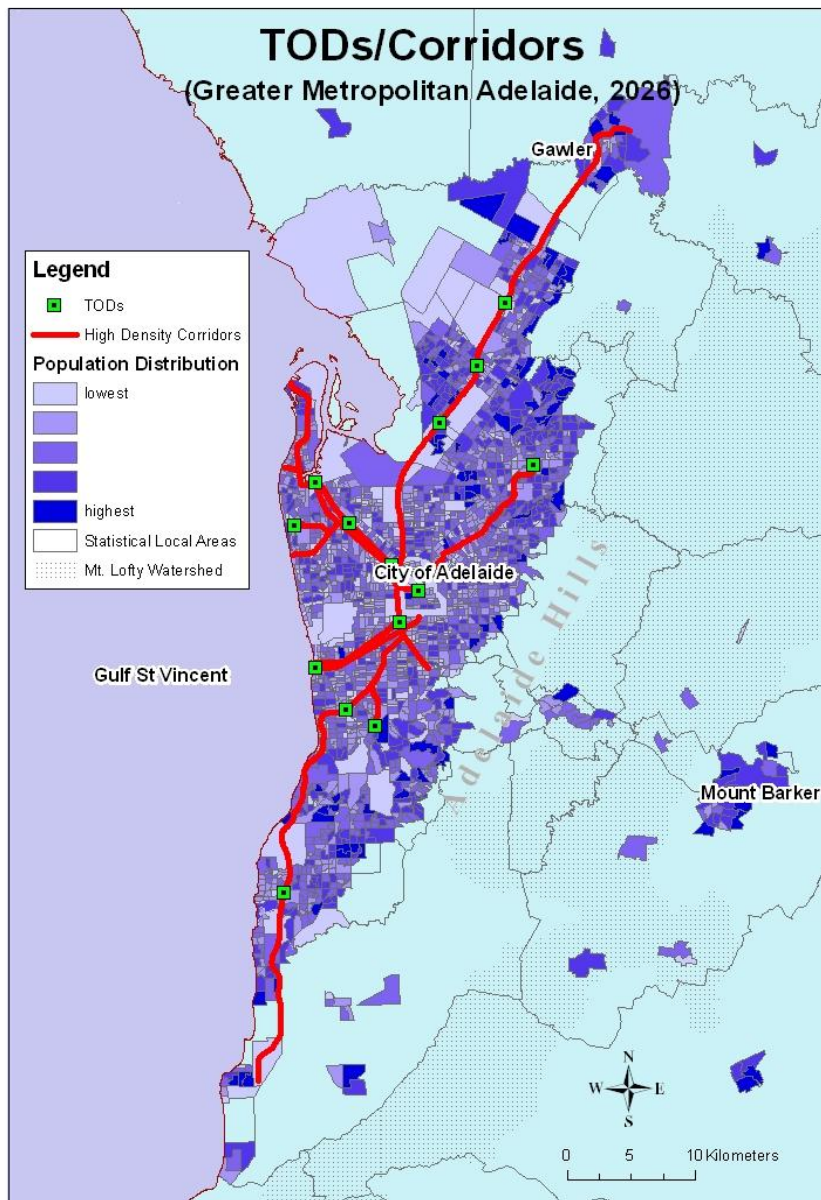 TODs/Corridors
(Greater Metropolitan Adelaide, 2026)
Gawler
Legend
TODs
High Density Corridors
Population Distribution
lowest
highest
Statistical Local Areas
Mt. Lofty Watershed
City of Adelaide
Adelaide Hills
Gulf St Vincent
Mount Barker
N
W E
S
0 5 10 Kilometers